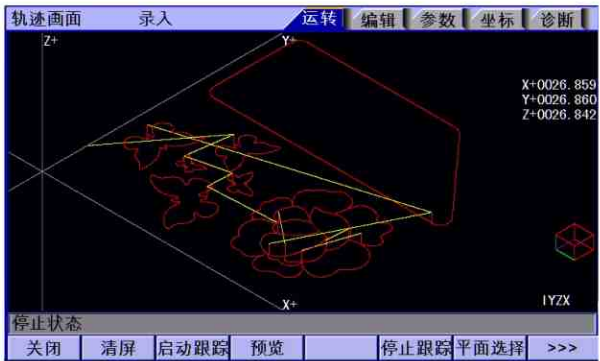 轨迹画面 录入 运转 编辑 参数 坐标 诊断
Z+ Y+
X+0026.859
Y+0026.860
Z+0026.842
X+ IYZX
停止状态
关闭 清屏 启动跟踪 预览 停止跟踪 平面选择 >>>